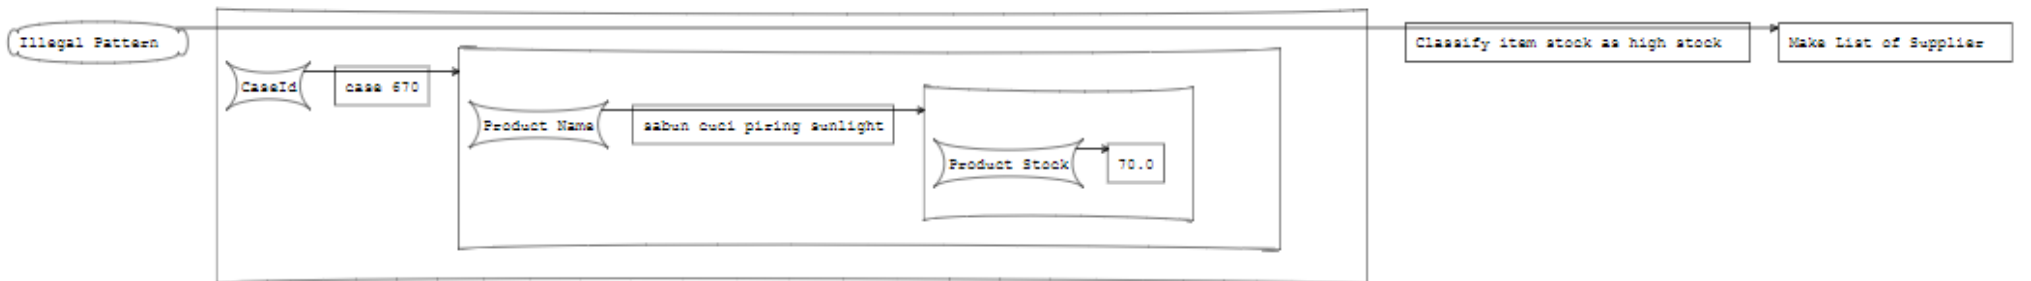 Illegal Pattern
CaseId
case 670
Product Name
sabun cuci piring sunlight
Product Stock
70.0
Classify item stock as high stock
Make List of Supplier